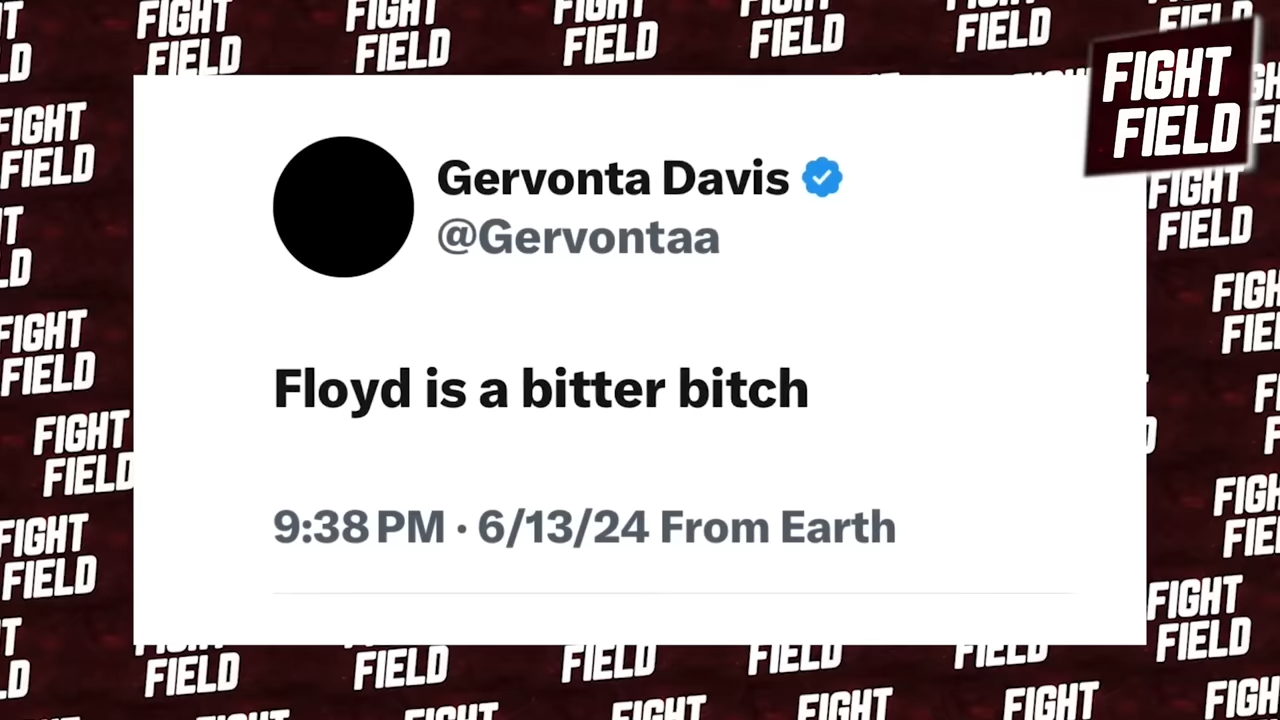 FIGHT
FIELD
Gervonta Davis
@Gervontaa
Floyd is a bitter bitch
9:38 PM · 6/13/24 From Earth